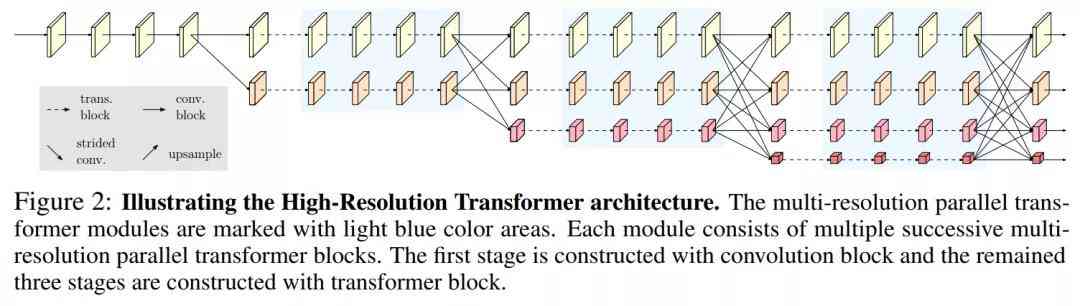 trans.
block
conv.
block
strided
conv.
upsample
Figure 2: Illustrating the High-Resolution Transformer architecture. The multi-resolution parallel trans-
former modules are marked with light blue color areas. Each module consists of multiple successive multi-
resolution parallel transformer blocks. The first stage is constructed with convolution block and the remained
three stages are constructed with transformer block.